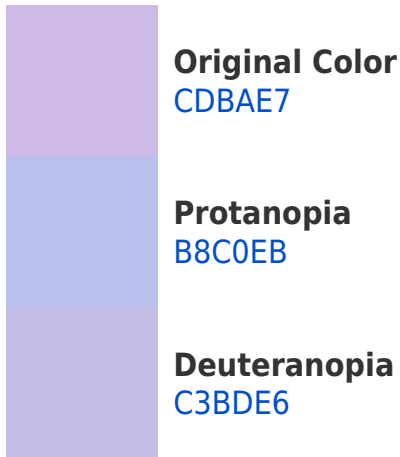 Original Color
CDBAE7
Protanopia
B8C0EB
Deuteranopia
C3BDE6